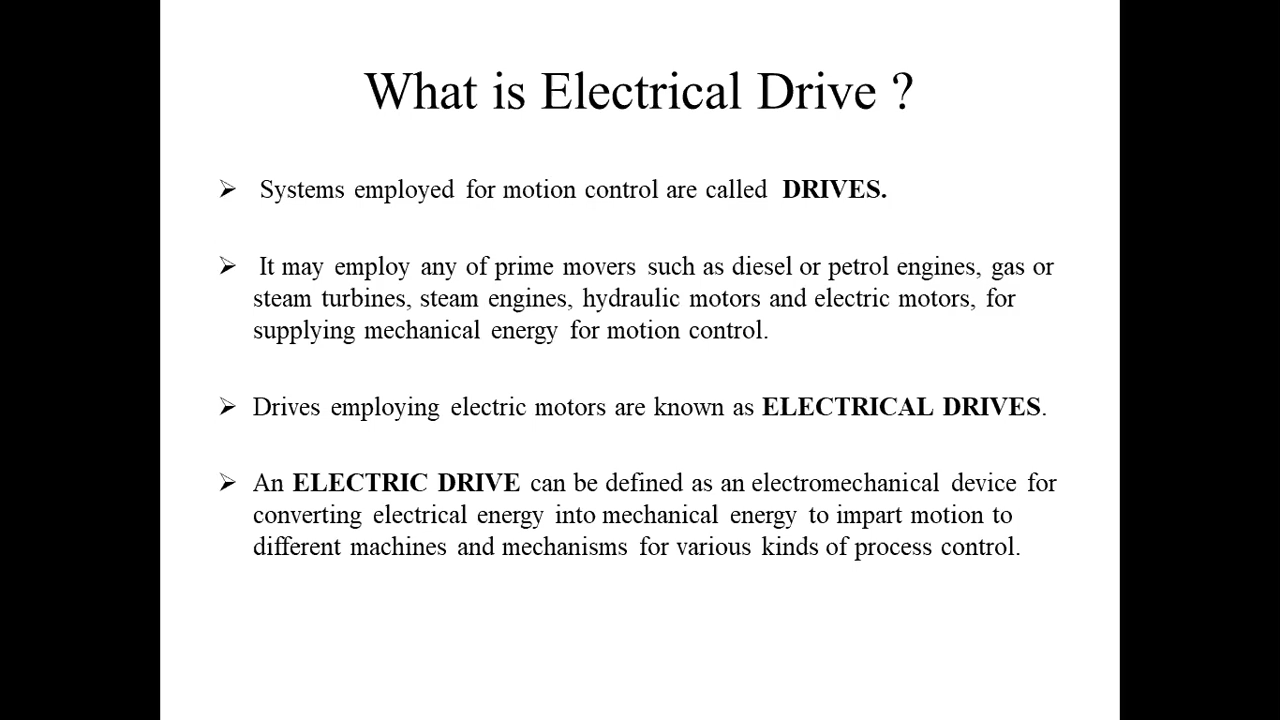 What is Electrical Drive ?
➢ Systems employed for motion control are called DRIVES.
➢ It may employ any of prime movers such as diesel or petrol engines, gas or
steam turbines, steam engines, hydraulic motors and electric motors, for
supplying mechanical energy for motion control.
➢ Drives employing electric motors are known as ELECTRICAL DRIVES.
➢ An ELECTRIC DRIVE can be defined as an electromechanical device for
converting electrical energy into mechanical energy to impart motion to
different machines and mechanisms for various kinds of process control.